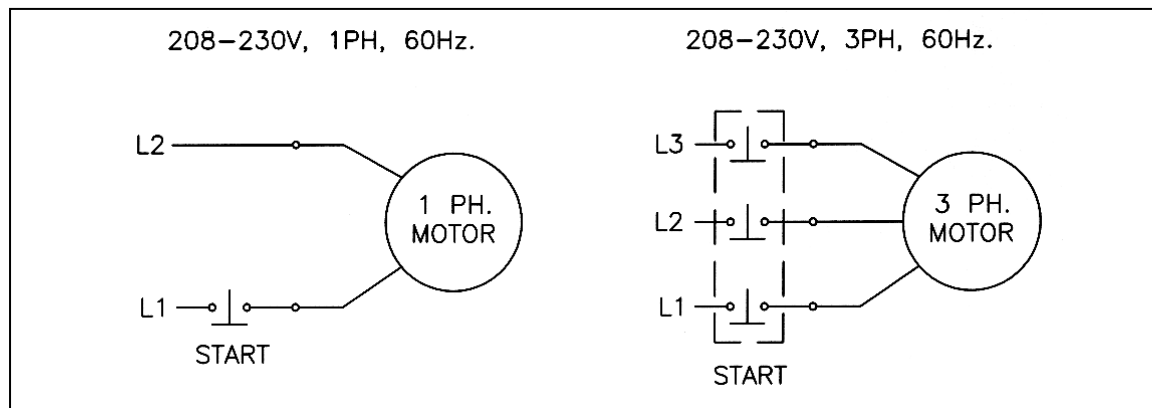 208-230V, 1PH, 60Hz.
L2
1 PH.
MOTOR
L1
START
208-230V, 3PH, 60Hz.
L3
L2
3 PH.
MOTOR
L1
START